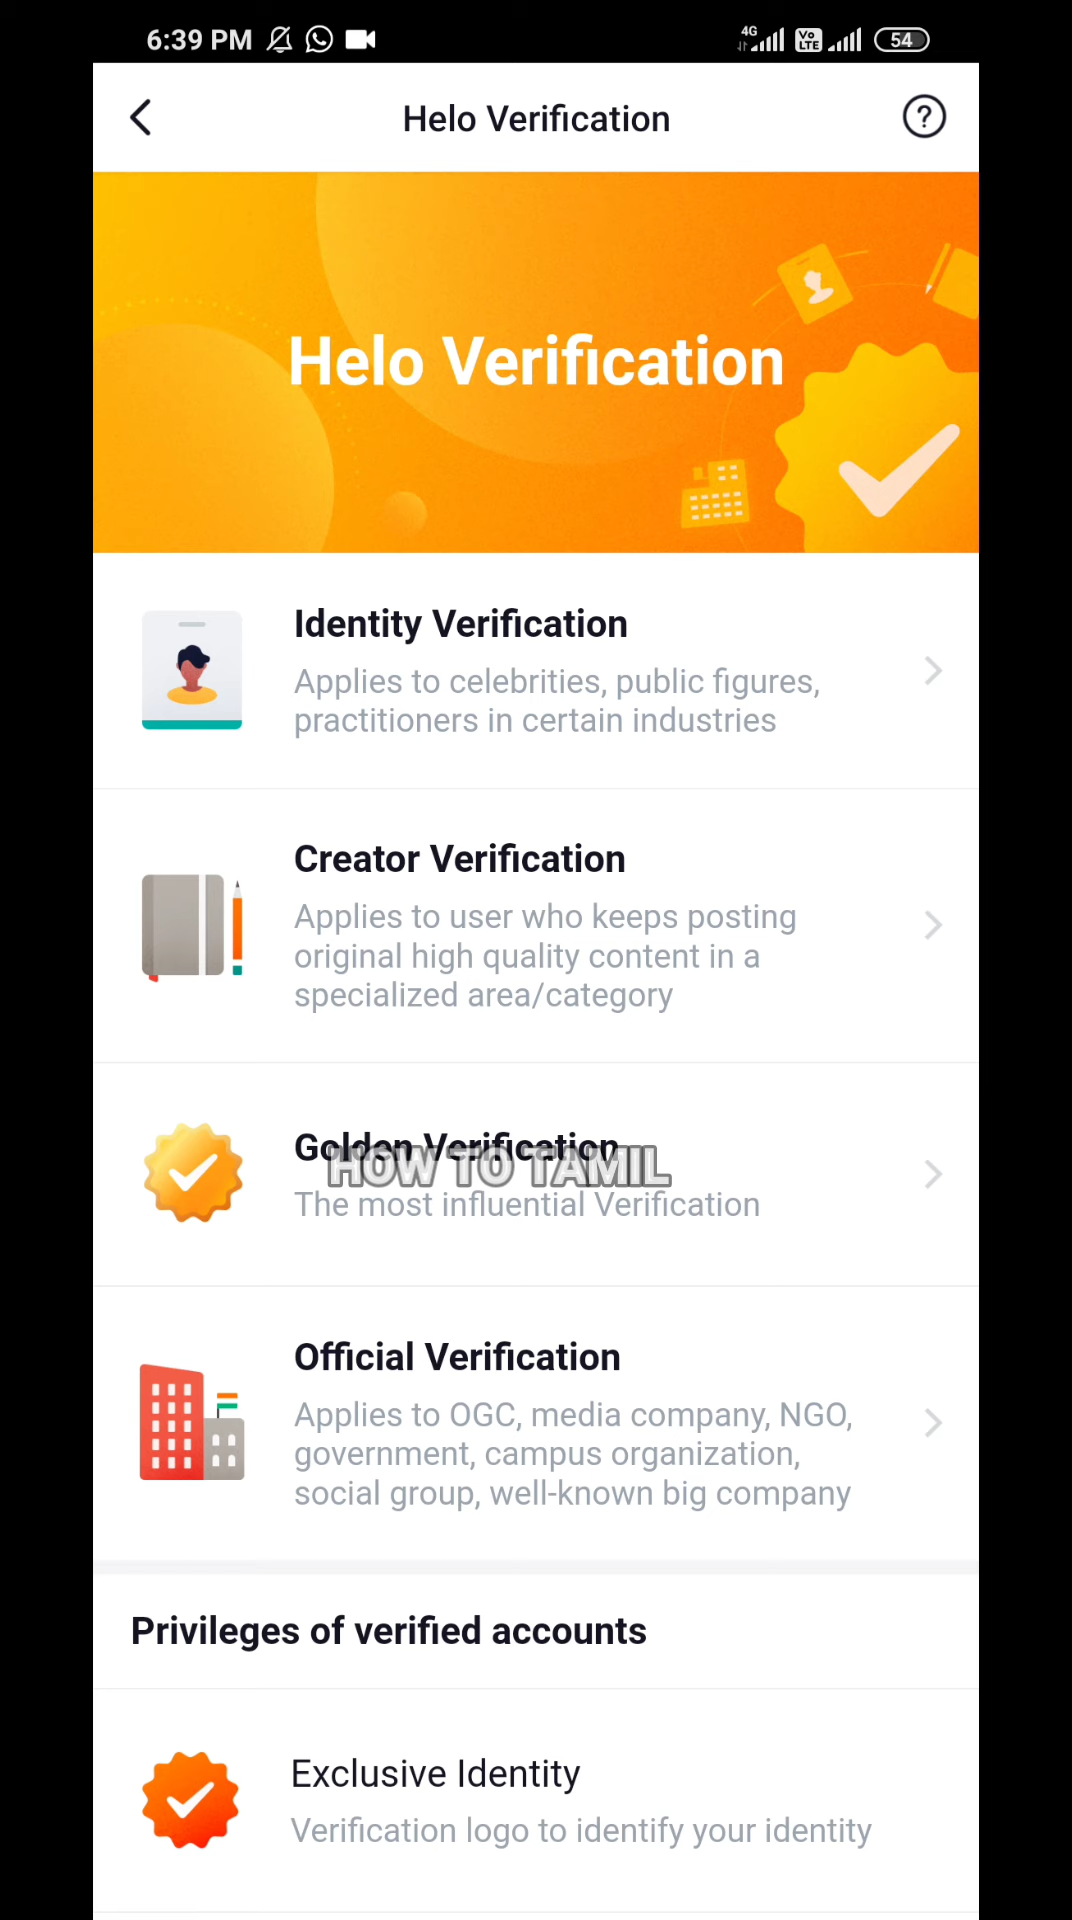 6:39 PM
4G
Vo
LTE
54
Helo Verification
?
Helo Verification
Identity Verification
Applies to celebrities, public figures,
practitioners in certain industries
Creator Verification
Applies to user who keeps posting
original high quality content in a
specialized area/category
Golden Verification
HOW TO TAMIL
The most influential Verification
Official Verification
Applies to OGC, media company, NGO,
government, campus organization,
social group, well-known big company
Privileges of verified accounts
Exclusive Identity
Verification logo to identify your identity